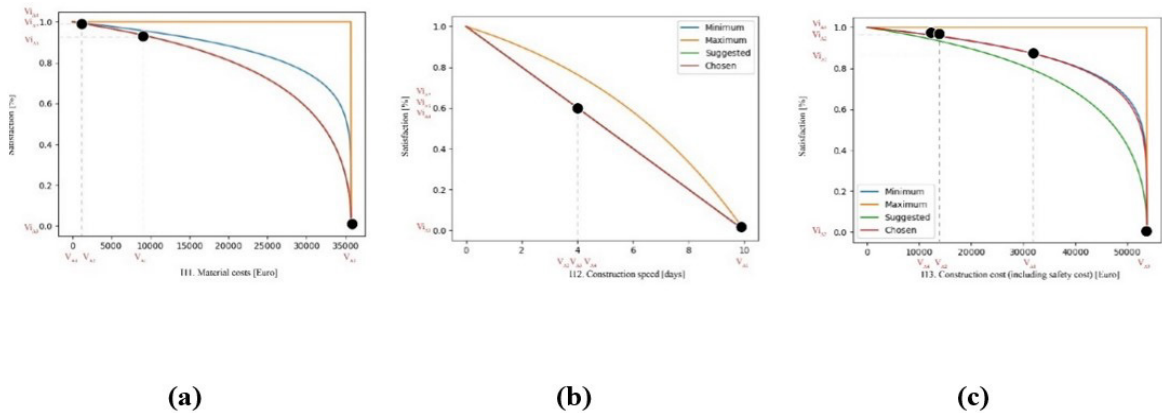 1.0
0.8
0.6
0.4
0.2
0.0
Satisfaction [%]
0 5000 10000 15000 20000 25000 30000 35000
I11. Material costs [Euro]
1.0
0.8
0.6
0.4
0.2
0.0
Satisfaction [%]
Minimum
Maximum
Suggested
Chosen
0 2 4 6 8 10
I12. Construction speed [days]
1.0
0.8
0.6
0.4
0.2
0.0
Satisfaction [%]
Minimum
Maximum
Suggested
Chosen
0 10000 20000 30000 40000 50000
I13. Construction cost (including safety cost) [Euro]
(a) (b) (c)